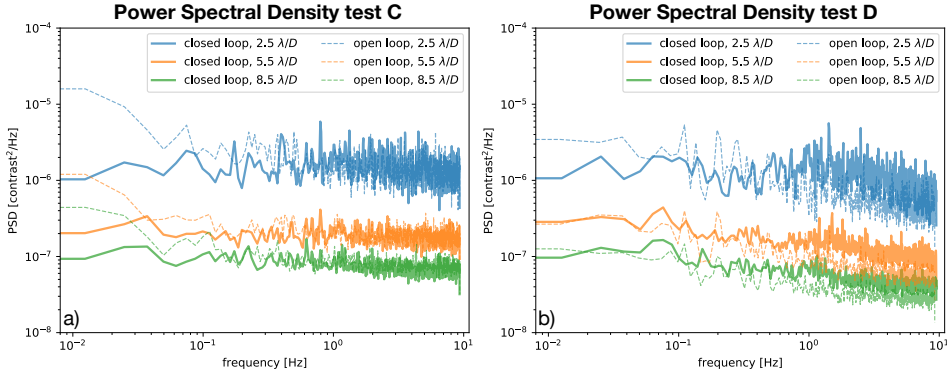 Power Spectral Density test C
10⁻⁴
closed loop, 2.5 λ/D
open loop, 2.5 λ/D
closed loop, 5.5 λ/D
open loop, 5.5 λ/D
closed loop, 8.5 λ/D
open loop, 8.5 λ/D
10⁻⁵
10⁻⁶
10⁻⁷
10⁻⁸
PSD [contrast²/Hz]
a)
10⁻²
10⁻¹
10⁰
10¹
frequency [Hz]
Power Spectral Density test D
10⁻⁴
closed loop, 2.5 λ/D
open loop, 2.5 λ/D
closed loop, 5.5 λ/D
open loop, 5.5 λ/D
closed loop, 8.5 λ/D
open loop, 8.5 λ/D
10⁻⁵
10⁻⁶
10⁻⁷
10⁻⁸
PSD [contrast²/Hz]
b)
10⁻²
10⁻¹
10⁰
10¹
frequency [Hz]